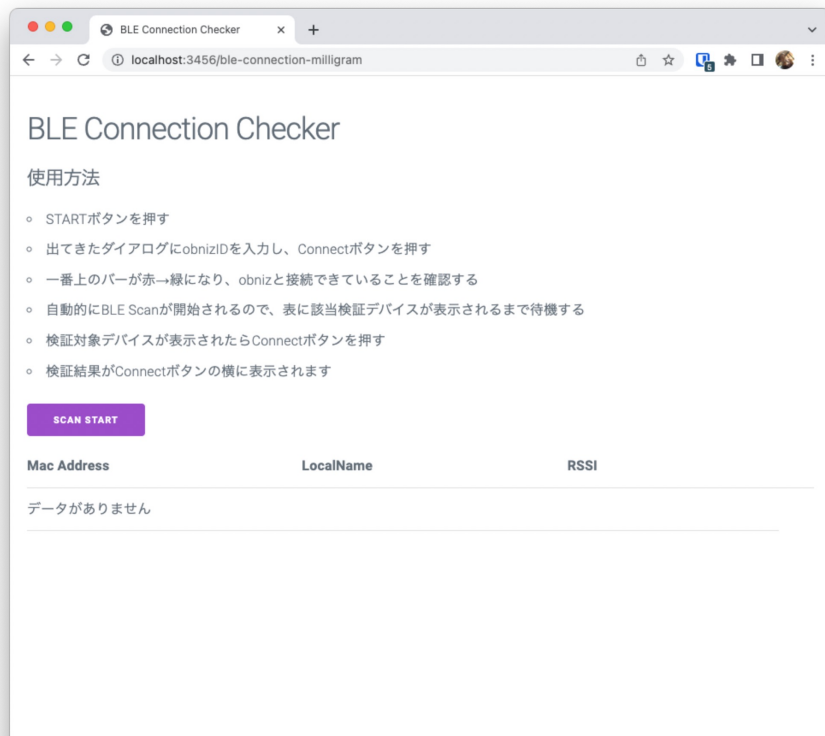 BLE Connection Checker
localhost:3456/ble-connection-milligram
5
BLE Connection Checker
使用方法
STARTボタンを押す
出てきたダイアログにobnizIDを入力し、Connectボタンを押す
一番上のバーが赤→緑になり、obnizと接続できていることを確認する
自動的にBLE Scanが開始されるので、表に該当検証デバイスが表示されるまで待機する
検証対象デバイスが表示されたらConnectボタンを押す
検証結果がConnectボタンの横に表示されます
SCAN START
Mac Address LocalName RSSI
データがありません